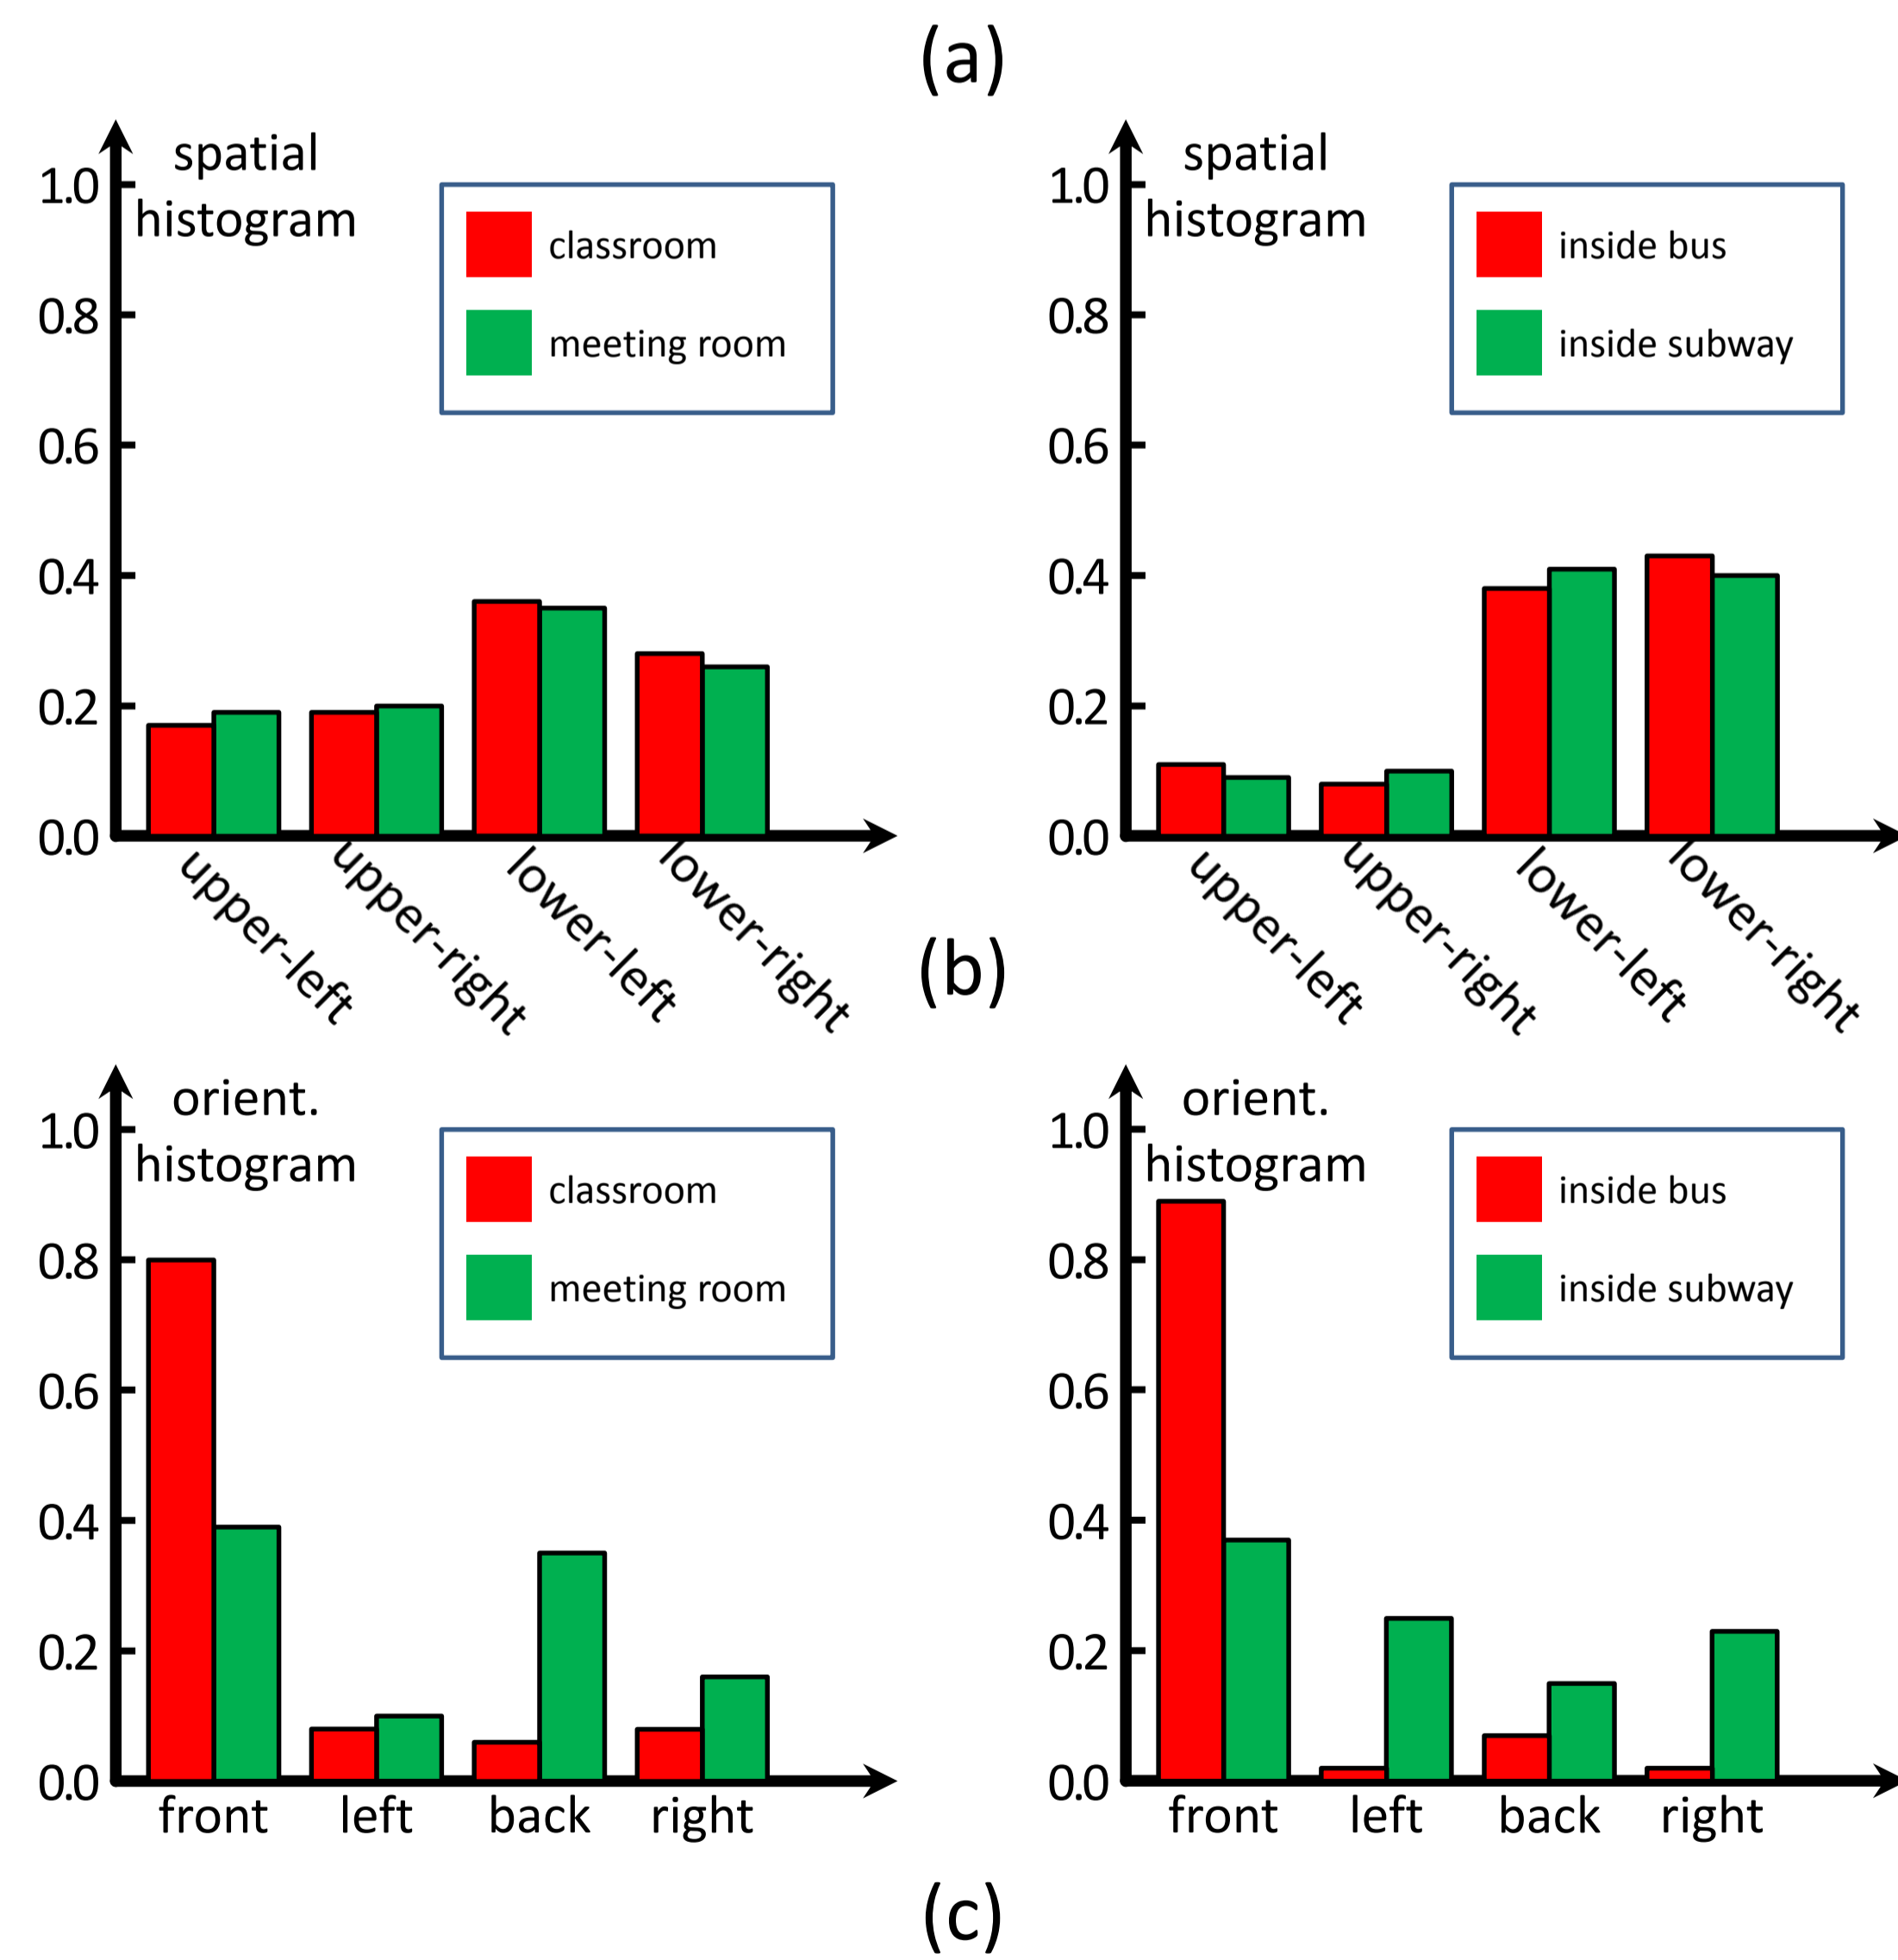 (a)
spatial
histogram
1.0
0.8
0.6
0.4
0.2
0.0
classroom
meeting room
upper-left
upper-right
lower-left
lower-right
spatial
histogram
1.0
0.8
0.6
0.4
0.2
0.0
inside bus
inside subway
upper-left
upper-right
lower-left
lower-right
(b)
orient.
histogram
1.0
0.8
0.6
0.4
0.2
0.0
classroom
meeting room
front left back right
orient.
histogram
1.0
0.8
0.6
0.4
0.2
0.0
inside bus
inside subway
front left back right
(c)